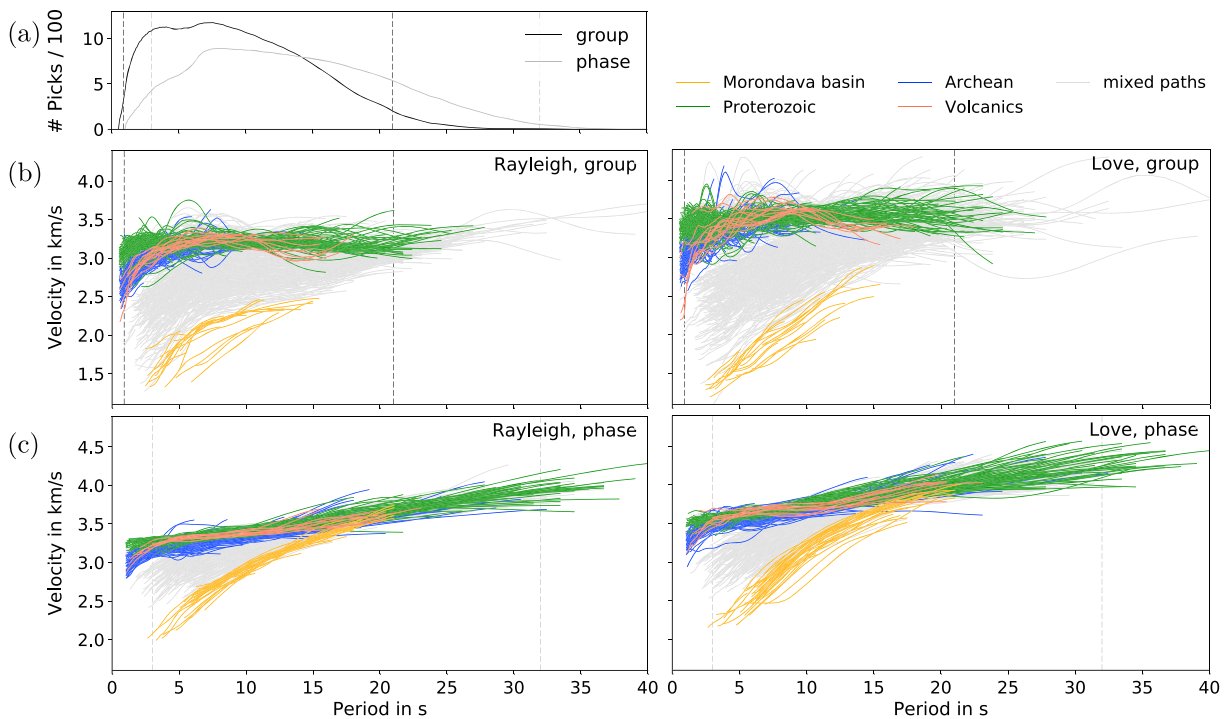 (a)
# Picks / 100
10
5
0
group
phase
Morondava basin
Proterozoic
Archean
Volcanics
mixed paths
(b)
Velocity in km/s
4.0
3.5
3.0
2.5
2.0
1.5
Rayleigh, group
Love, group
(c)
Velocity in km/s
4.5
4.0
3.5
3.0
2.5
2.0
Rayleigh, phase
Love, phase
0 5 10 15 20 25 30 35 40
0 5 10 15 20 25 30 35 40
Period in s
Period in s